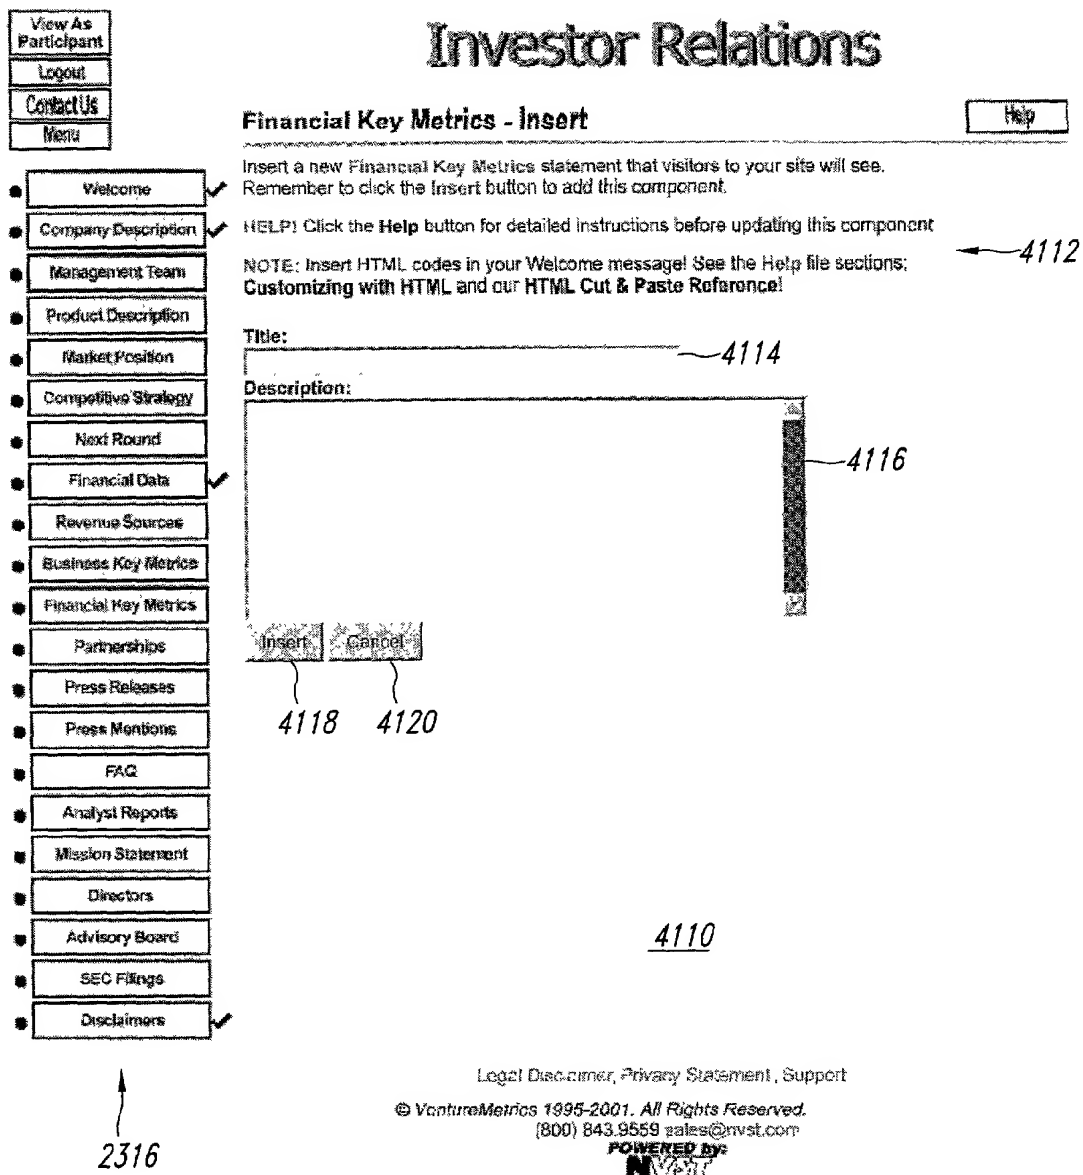 View As
Participant
Logout
Contact Us
Menu
Investor Relations
Financial Key Metrics - Insert
Help
Insert a new Financial Key Metrics statement that visitors to your site will see.
Remember to click the Insert button to add this component.
HELP! Click the Help button for detailed instructions before updating this component
4112
NOTE: Insert HTML codes in your Welcome message! See the Help file sections:
Customizing with HTML and our HTML Cut & Paste Reference!
Title:
4114
Description:
4116
Insert
Cancel
4118
4120
4110
Welcome
Company Description
Management Team
Product Description
Market Position
Competitive Strategy
Next Round
Financial Data
Revenue Sources
Business Key Metrics
Financial Key Metrics
Partnerships
Press Releases
Press Mentions
FAQ
Analyst Reports
Mission Statement
Directors
Advisory Board
SEC Filings
Disclaimers
2316
Legal Disclaimer, Privacy Statement, Support
© VentureMetrics 1995-2001. All Rights Reserved.
(800) 843.9559 sales@nvst.com
POWERED by:
NVST